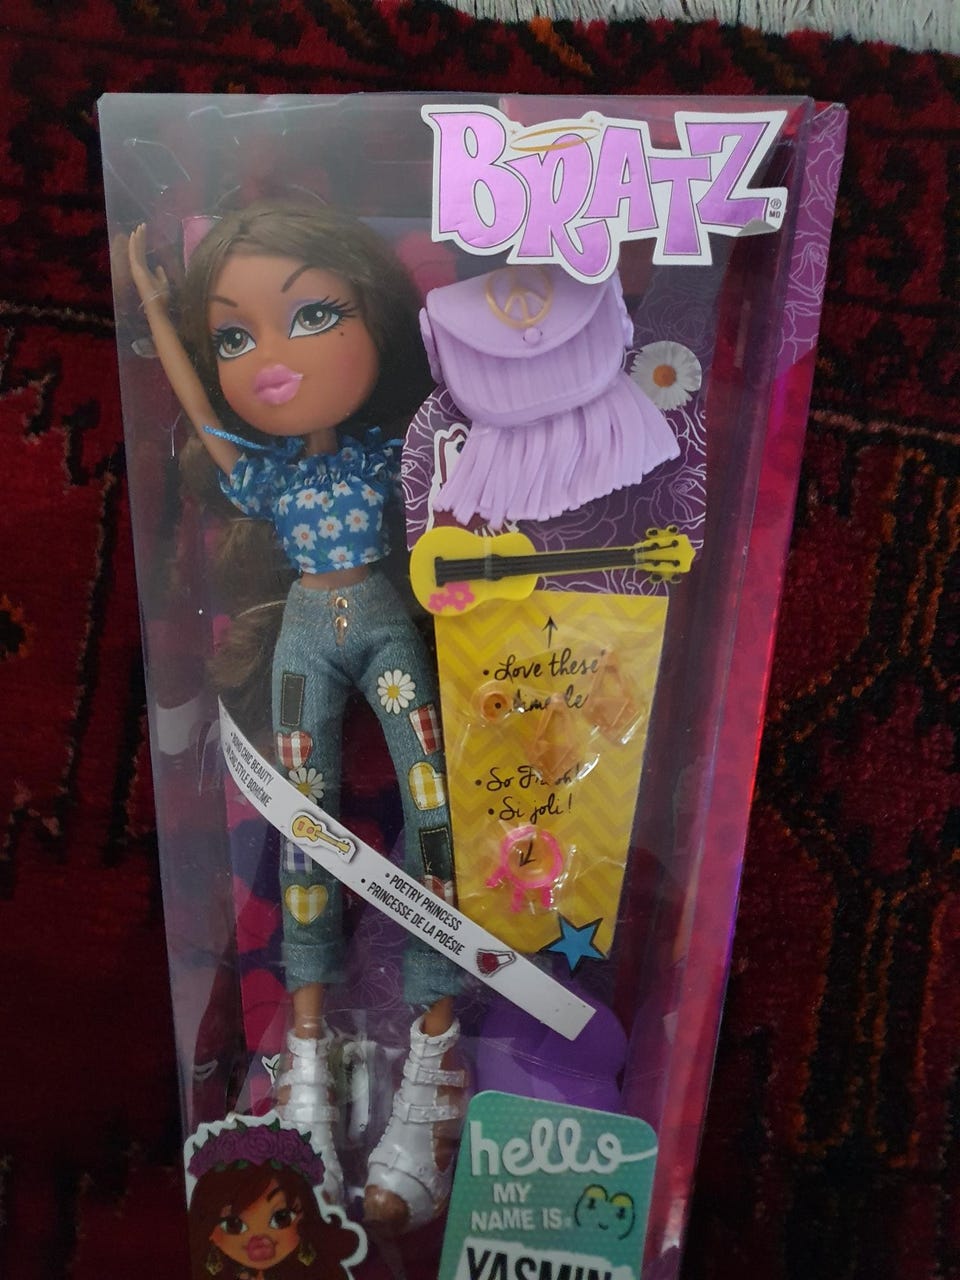 BRATZ
®
MD
• Love these
• So
• Si joli!
• BOHO CHIC BEAUTY
• UN CHIC STYLE BOHÈME
• POETRY PRINCESS
• PRINCESSE DE LA POÉSIE
hello
MY
NAME IS:
YASMIN